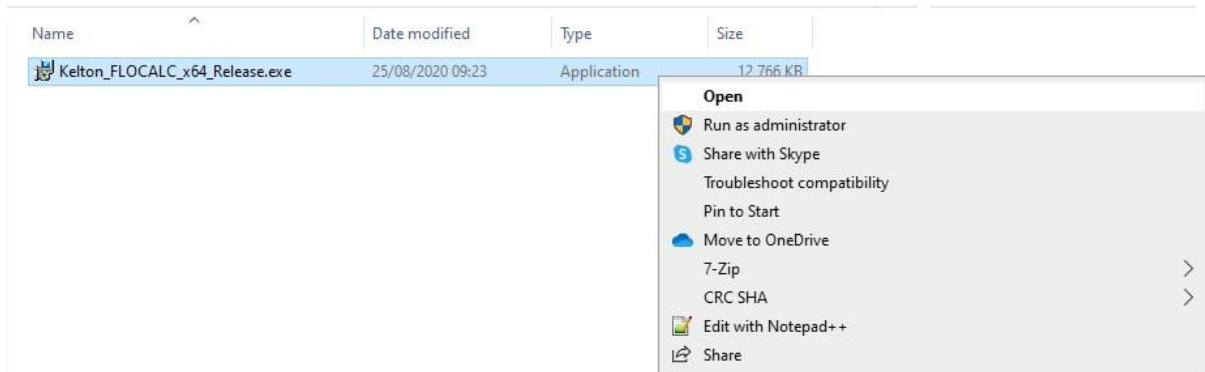 Name Date modified Type Size
Kelton_FLOCALC_x64_Release.exe 25/08/2020 09:23 Application 12,766 KB
Open
Run as administrator
Share with Skype
Troubleshoot compatibility
Pin to Start
Move to OneDrive
7-Zip
CRC SHA
Edit with Notepad++
Share